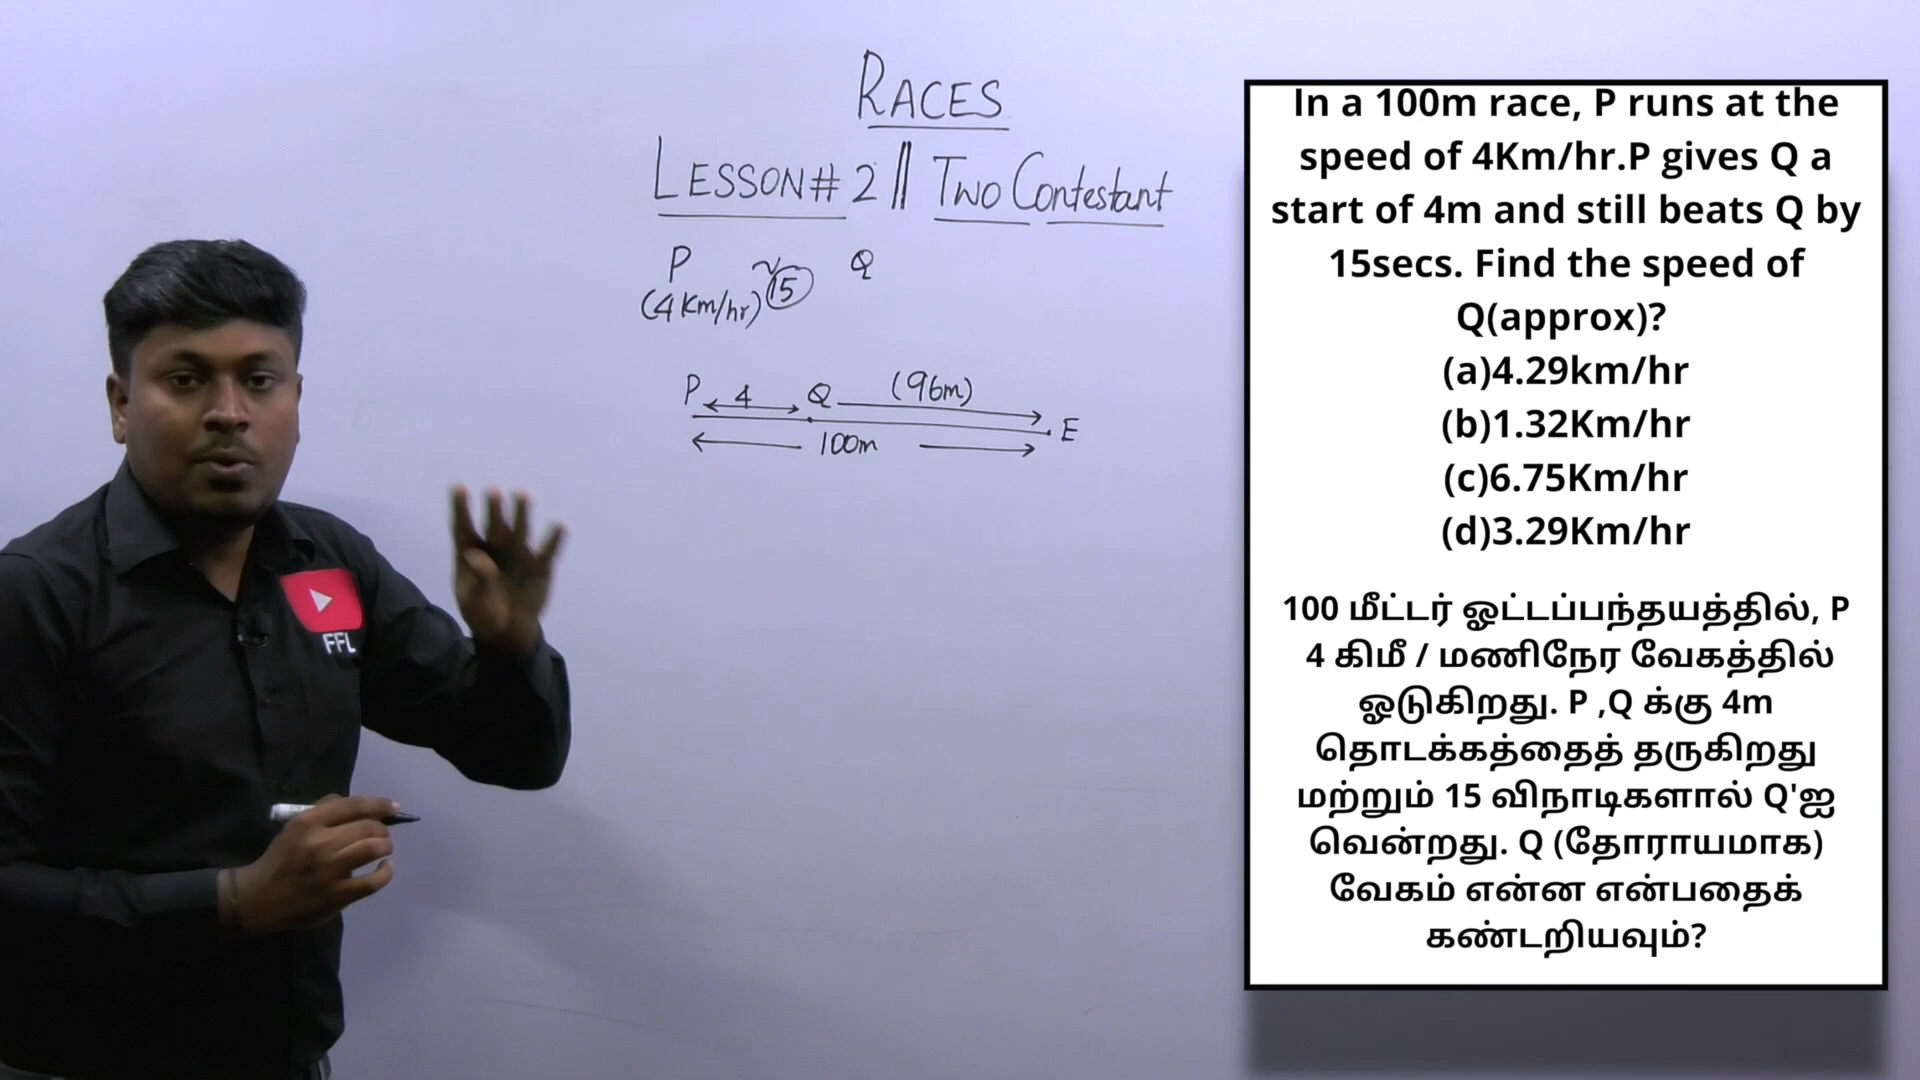 RACES
LESSON# 2 || Two Contestant
P 15 Q
(4 Km/hr)
P 4 Q (96m)
E
100m
FFL
In a 100m race, P runs at the
speed of 4Km/hr.P gives Q a
start of 4m and still beats Q by
15secs. Find the speed of
Q(approx)?
(a)4.29km/hr
(b)1.32Km/hr
(c)6.75Km/hr
(d)3.29Km/hr
100 மீட்டர் ஓட்டப்பந்தயத்தில், P
4 கிமீ / மணிநேர வேகத்தில்
ஓடுகிறது. P ,Q க்கு 4m
தொடக்கத்தைத் தருகிறது
மற்றும் 15 விநாடிகளால் Q'ஐ
வென்றது. Q (தோராயமாக)
வேகம் என்ன என்பதைக்
கண்டறியவும்?